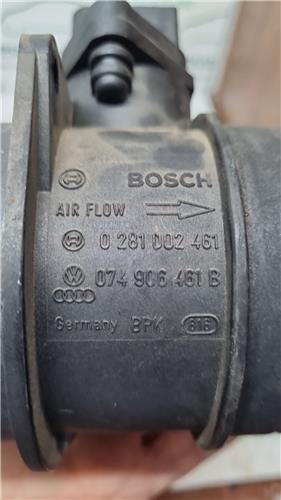 BOSCH
AIR FLOW
0 281 002 461
074 906 461 B
Germany BPK 816